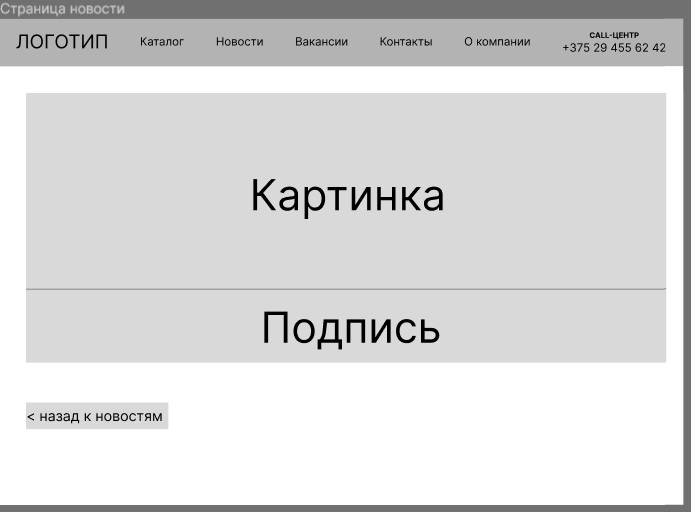 Страница новости
ЛОГОТИП Каталог Новости Вакансии Контакты О компании CALL-ЦЕНТР
+375 29 455 62 42
Картинка
Подпись
< назад к новостям